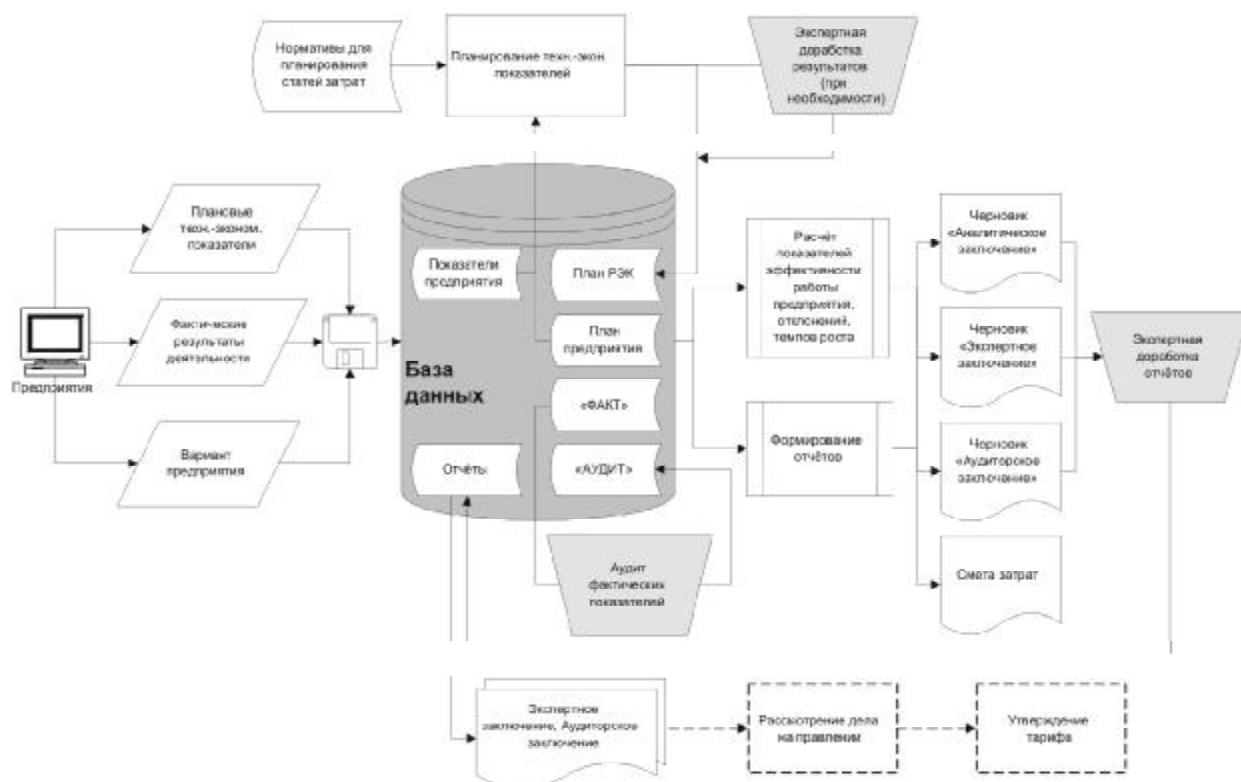 Нормативы для
планирования
статей затрат
Планирование техн.-экон.
показателей
Экспертная
доработка
результатов
(при
необходимости)
Плановые
техн.-эконом.
показатели
Фактические
результаты
деятельности
Вариант
предприятия
Предприятия
База
данных
Показатели
предприятия
План РЭК
План
предприятия
«ФАКТ»
Отчёты
«АУДИТ»
Аудит
фактических
показателей
Расчёт
показателей
эффективности
работы
предприятия,
отклонений,
темпов роста
Формирование
отчётов
Черновик
«Аналитическое
заключение»
Черновик
«Экспертное
заключение»
Черновик
«Аудиторское
заключение»
Смета затрат
Экспертная
доработка
отчётов
Экспертное
заключение, Аудиторское
заключение
Рассмотрение дела
на правлении
Утверждение
тарифа